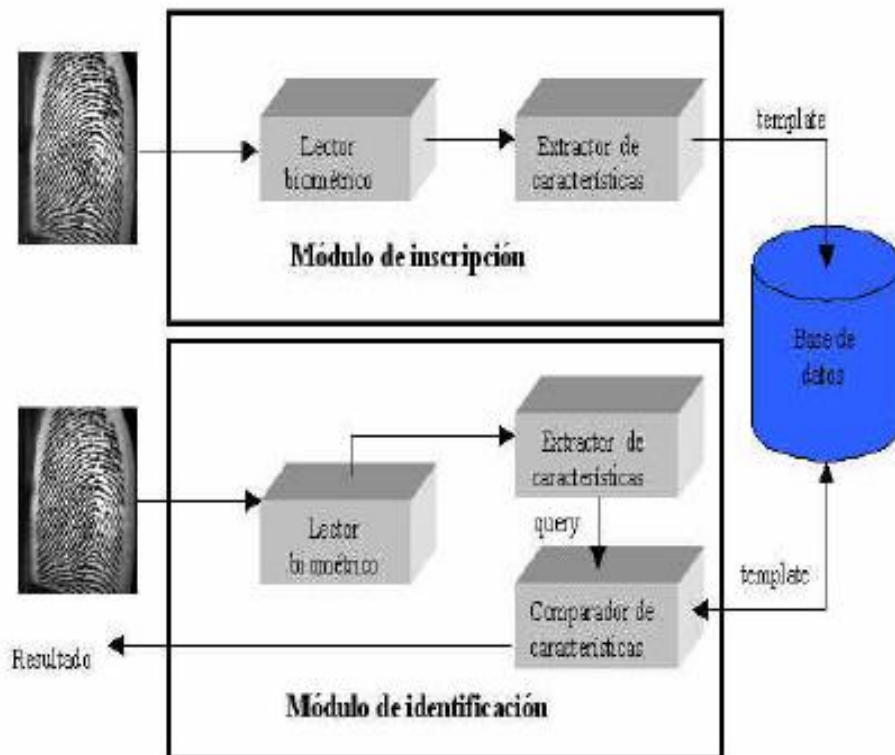 Lector
biométrico
Extractor de
características
template
Módulo de inscripción
Base de
datos
Extractor de
características
Lector
biométrico
query
Comparador de
características
template
Resultado
Módulo de identificación